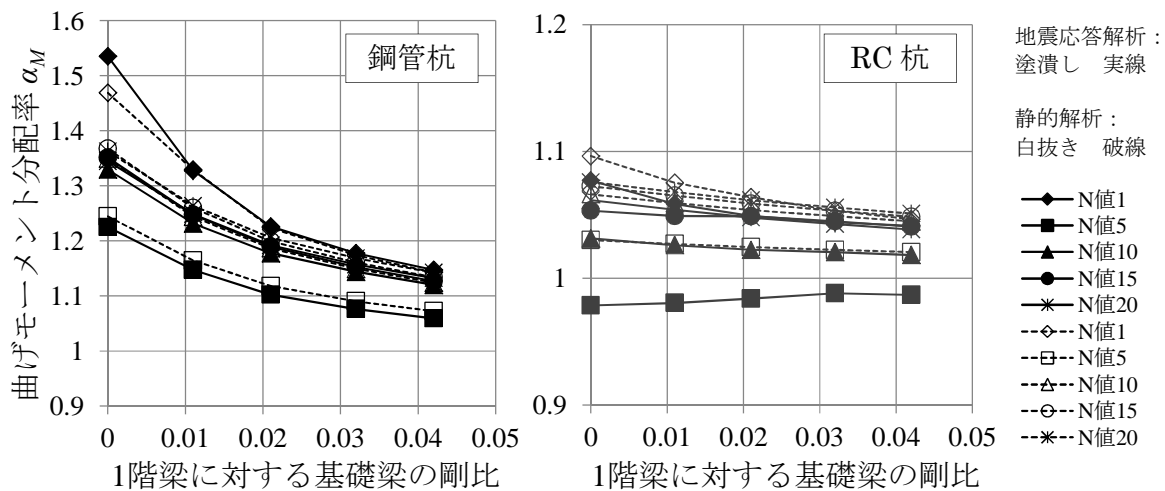 曲げモーメント分配率 αM
1.6
1.5
1.4
1.3
1.2
1.1
1
0.9
鋼管杭
0 0.01 0.02 0.03 0.04 0.05
1階梁に対する基礎梁の剛比
1.2
1.1
1
0.9
RC 杭
0 0.01 0.02 0.03 0.04 0.05
1階梁に対する基礎梁の剛比
地震応答解析：
塗潰し 実線
静的解析：
白抜き 破線
N値1
N値5
N値10
N値15
N値20
N値1
N値5
N値10
N値15
N値20